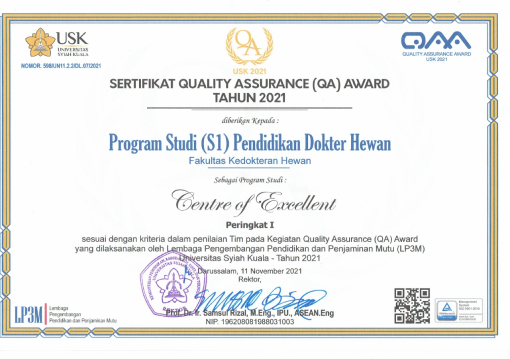 USK
UNIVERSITAS
SYIAH KUALA
NOMOR. 598/UN11.2.2/DL.07/2021
QA
USK 2021
QAA
QUALITY ASSURANCE AWARD
USK 2021
SERTIFIKAT QUALITY ASSURANCE (QA) AWARD
TAHUN 2021
diberikan Kepada :
Program Studi (S1) Pendidikan Dokter Hewan
Fakultas Kedokteran Hewan
Sebagai Program Studi :
Centre of Excellent
Peringkat I
sesuai dengan kriteria dalam penilaian Tim pada Kegiatan Quality Assurance (QA) Award
yang dilaksanakan oleh Lembaga Pengembangan Pendidikan dan Penjaminan Mutu (LP3M)
Universitas Syiah Kuala - Tahun 2021
Darussalam, 11 November 2021
Rektor,
Prof. Dr. Ir. Samsul Rizal, M.Eng., IPU., ASEAN.Eng
NIP. 196208081988031003
LP3M
Lembaga
Pengembangan
Pendidikan dan Penjaminan Mutu